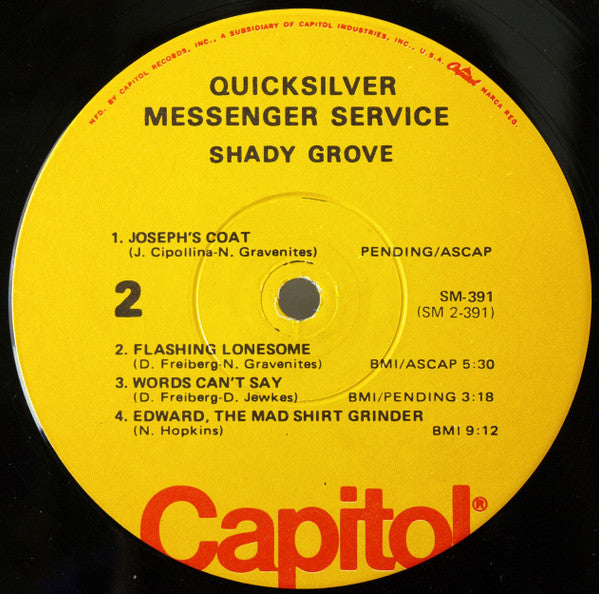 MFD. BY CAPITOL RECORDS, INC., A SUBSIDIARY OF CAPITOL INDUSTRIES, INC., U.S.A. Capitol MARCA REG.
QUICKSILVER
MESSENGER SERVICE
SHADY GROVE
1. JOSEPH'S COAT
(J. Cipollina-N. Gravenites) PENDING/ASCAP
2 SM-391
(SM 2-391)
2. FLASHING LONESOME
(D. Freiberg-N. Gravenites) BMI/ASCAP 5:30
3. WORDS CAN'T SAY
(D. Freiberg-D. Jewkes) BMI/PENDING 3:18
4. EDWARD, THE MAD SHIRT GRINDER
(N. Hopkins) BMI 9:12
Capitol®